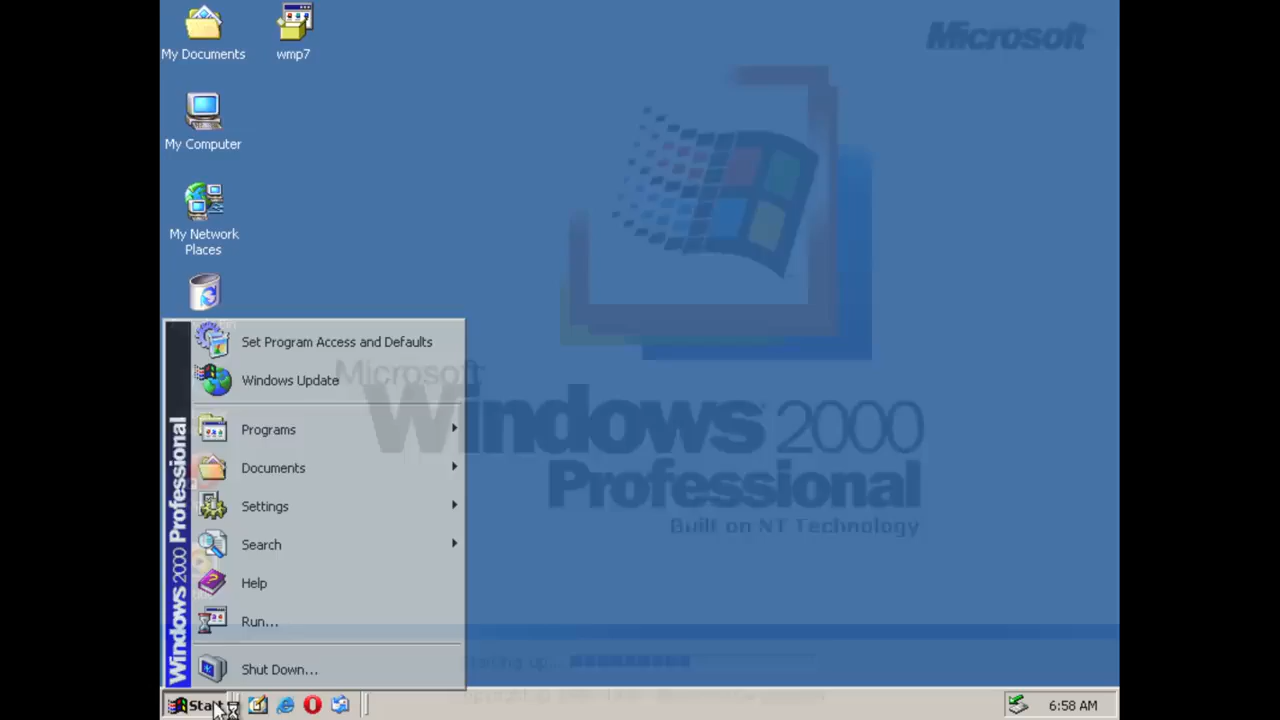 My Documents
wmp7
Microsoft
My Computer
My Network
Places
Set Program Access and Defaults
Windows Update
Programs
Documents
Settings
Search
Help
Run...
Shut Down...
Windows 2000 Professional
Microsoft
Windows 2000
Professional
Built on NT Technology
Start
6:58 AM